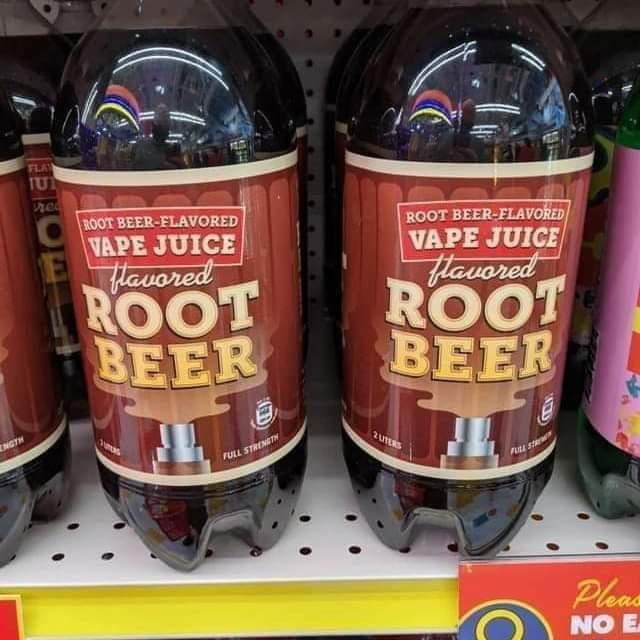 ROOT BEER-FLAVORED
VAPE JUICE
flavored
ROOT
BEER
2 LITERS
FULL STRENGTH
ROOT BEER-FLAVORED
VAPE JUICE
flavored
ROOT
BEER
2 LITERS
FULL STRENGTH
NO